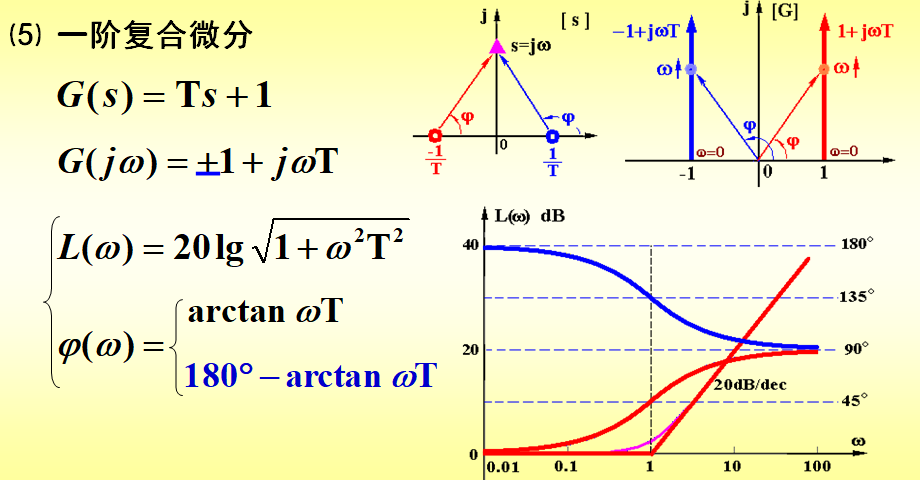 (5) 一阶复合微分
G(s) = Ts + 1
G(jω) = ±1 + jωT
L(ω) = 20 lg √(1 + ω²T²)
φ(ω) = { arctan ωT
180° − arctan ωT
j [ s ]
s=jω
φ φ
0
-1/T 1/T
j [G]
−1+jωT 1+jωT
ω ω
φ φ
ω=0 ω=0
-1 0 1
L(ω) dB
40 180°
135°
20 90°
20dB/dec
45°
0 ω
0.01 0.1 1 10 100